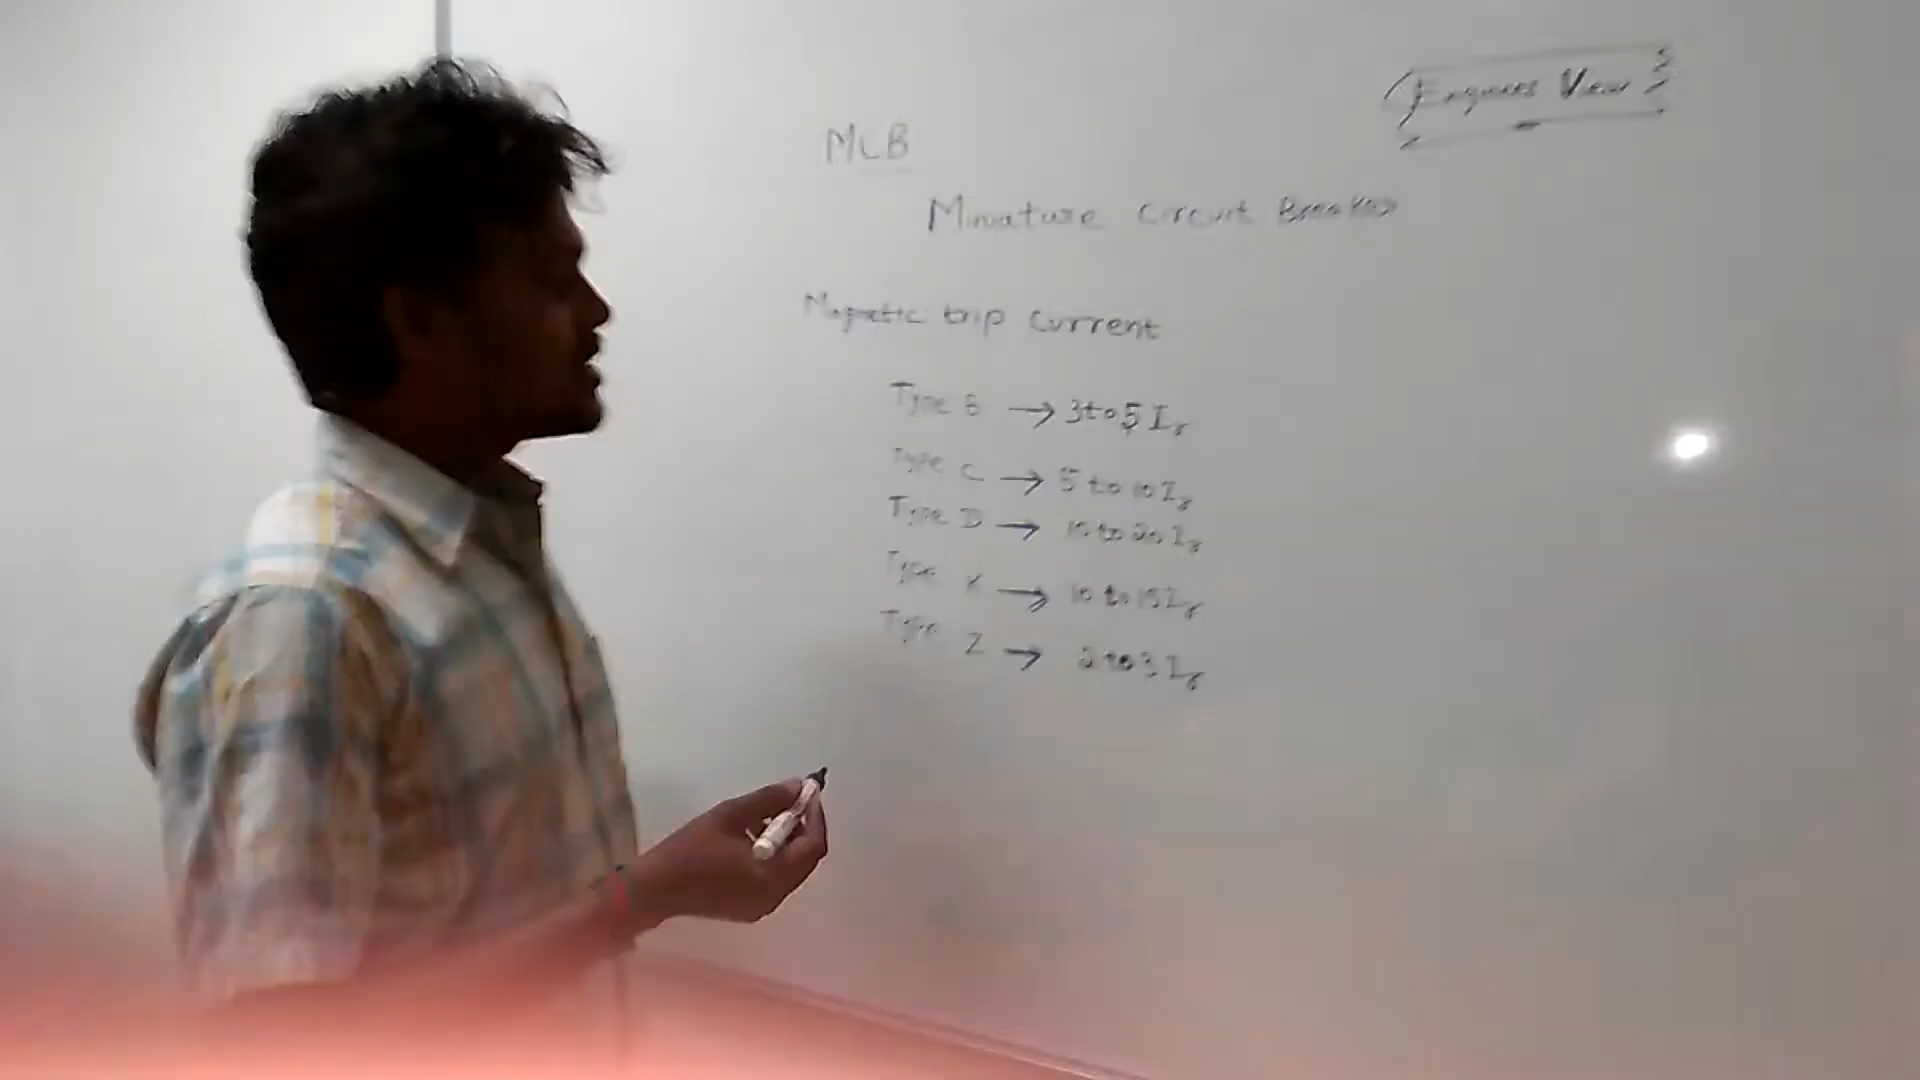 Engineers View
MCB
Miniature Circuit Breaker
Magnetic trip current
Type B → 3 to 5 Ir
Type C → 5 to 10 Ir
Type D → 10 to 20 Ir
Type K → 10 to 15 Ir
Type Z → 2 to 3 Ir